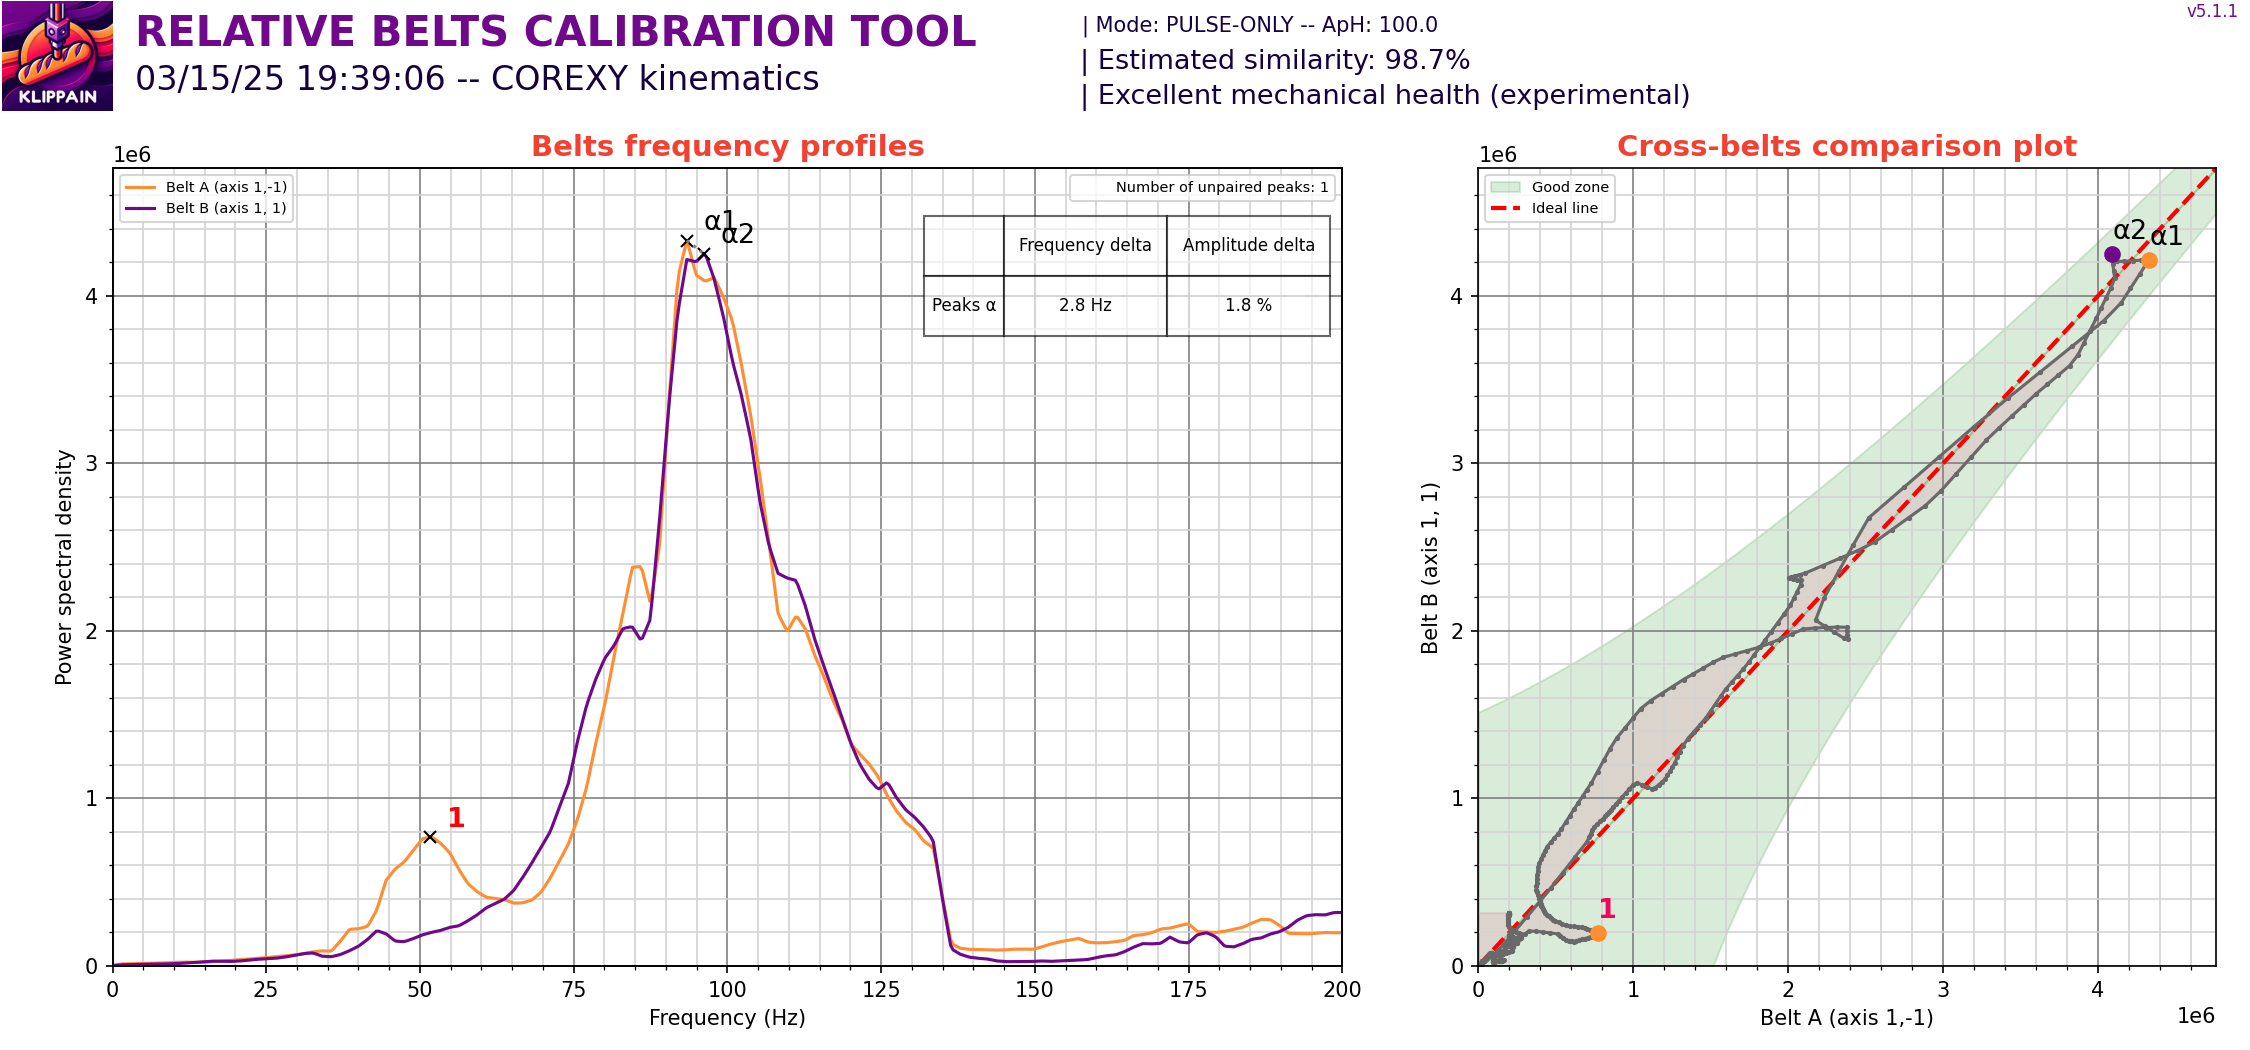 KLIPPAIN
RELATIVE BELTS CALIBRATION TOOL
03/15/25 19:39:06 -- COREXY kinematics
| Mode: PULSE-ONLY -- ApH: 100.0
| Estimated similarity: 98.7%
| Excellent mechanical health (experimental)
v5.1.1
Belts frequency profiles
1e6
Belt A (axis 1,-1)
Belt B (axis 1, 1)
Number of unpaired peaks: 1
α1
α2
Frequency delta Amplitude delta
Peaks α 2.8 Hz 1.8 %
1
Power spectral density
4
3
2
1
0
0 25 50 75 100 125 150 175 200
Frequency (Hz)
Cross-belts comparison plot
1e6
Good zone
Ideal line
α2
α1
1
Belt B (axis 1, 1)
4
3
2
1
0
0 1 2 3 4
Belt A (axis 1,-1)
1e6